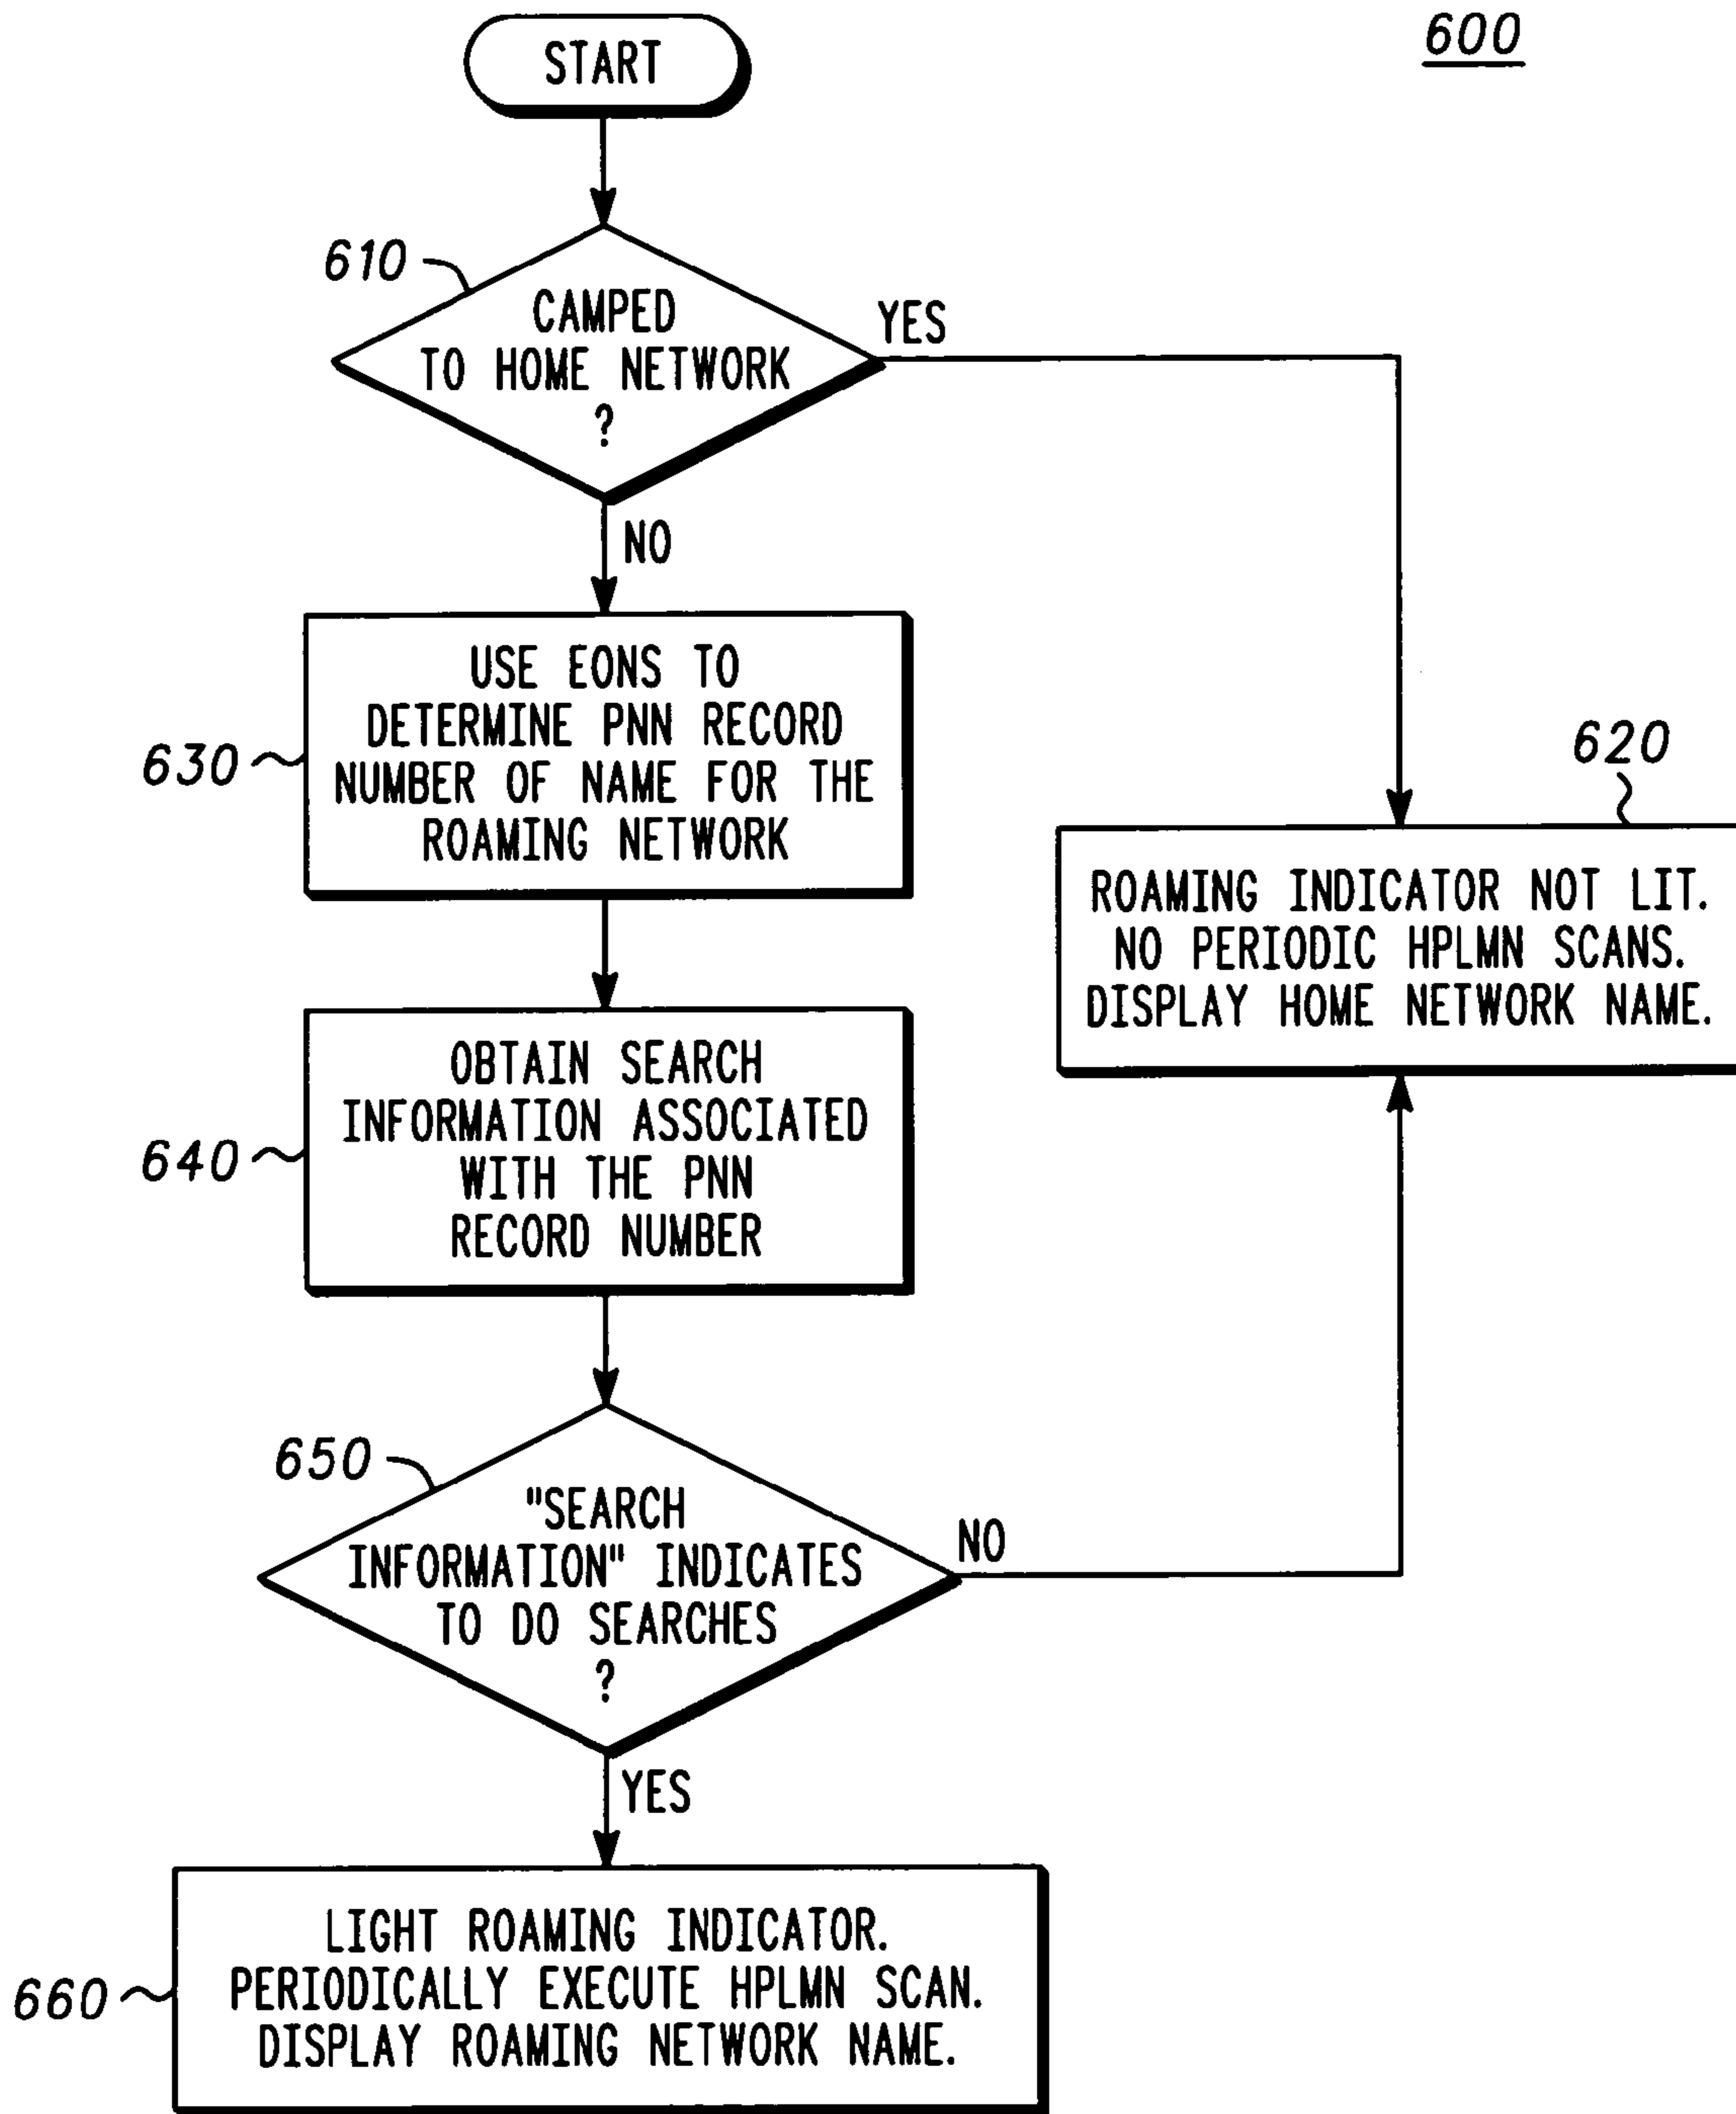 START
600
610
CAMPED
TO HOME NETWORK
?
YES
NO
USE EONS TO
DETERMINE PNN RECORD
NUMBER OF NAME FOR THE
ROAMING NETWORK
630
620
ROAMING INDICATOR NOT LIT.
NO PERIODIC HPLMN SCANS.
DISPLAY HOME NETWORK NAME.
OBTAIN SEARCH
INFORMATION ASSOCIATED
WITH THE PNN
RECORD NUMBER
640
650
"SEARCH
INFORMATION" INDICATES
TO DO SEARCHES
?
NO
YES
LIGHT ROAMING INDICATOR.
PERIODICALLY EXECUTE HPLMN SCAN.
DISPLAY ROAMING NETWORK NAME.
660